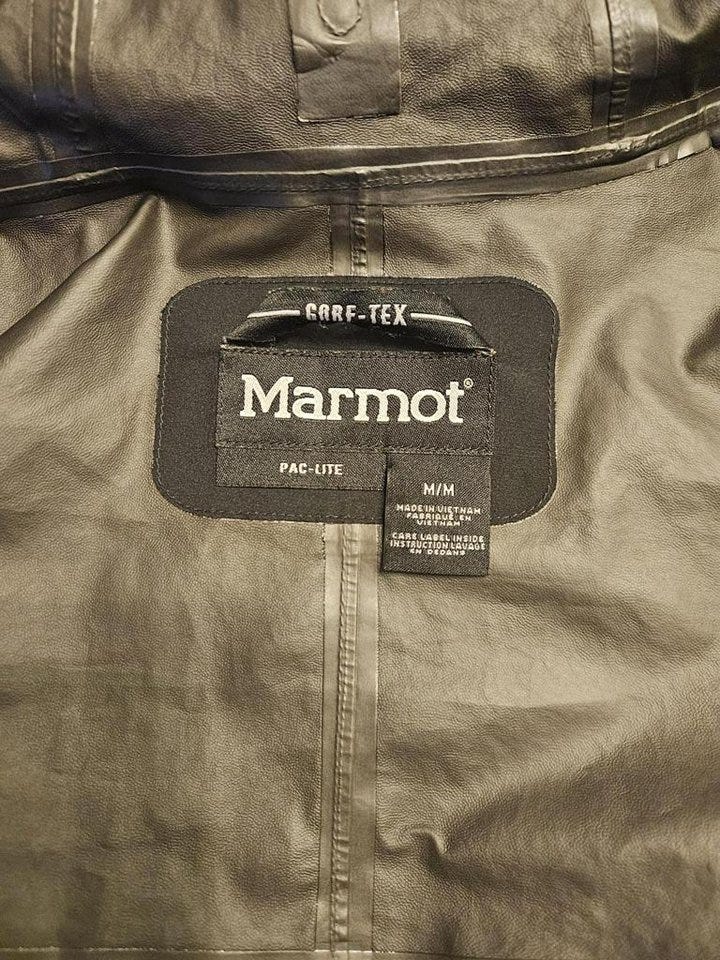 GORE-TEX
Marmot®
PAC-LITE
M/M
MADE IN VIETNAM
FABRIQUÉ EN
VIETNAM
CARE LABEL INSIDE
INSTRUCTION LAVAGE
EN DEDANS